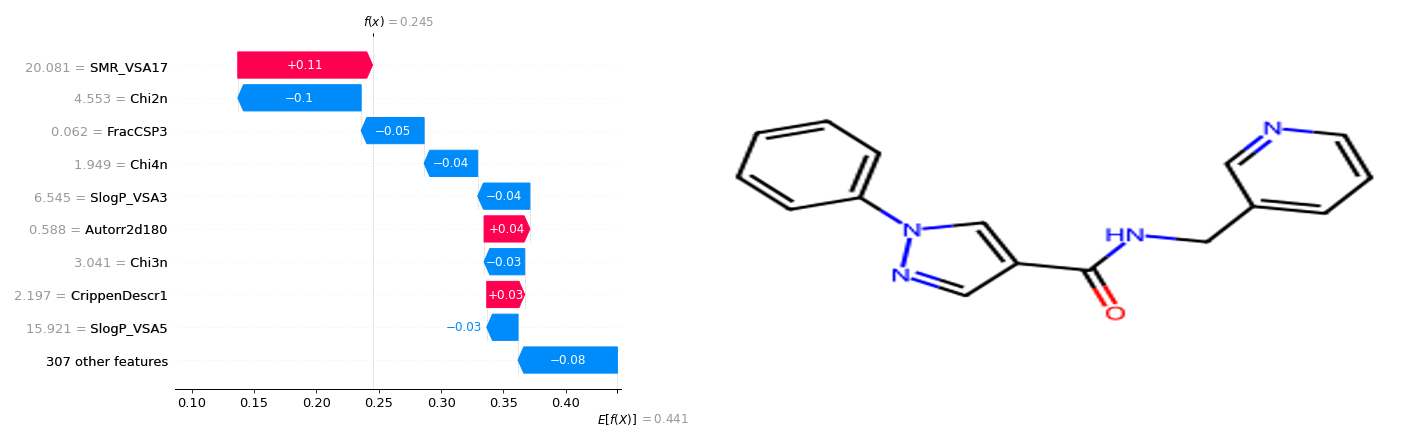 f(x) = 0.245
20.081 = SMR_VSA17 +0.11
4.553 = Chi2n −0.1
0.062 = FracCSP3 −0.05
1.949 = Chi4n −0.04
6.545 = SlogP_VSA3 −0.04
0.588 = Autorr2d180 +0.04
3.041 = Chi3n −0.03
2.197 = CrippenDescr1 +0.03
15.921 = SlogP_VSA5 −0.03
307 other features −0.08
0.10 0.15 0.20 0.25 0.30 0.35 0.40
E[f(X)] = 0.441
N
HN
N
N
O